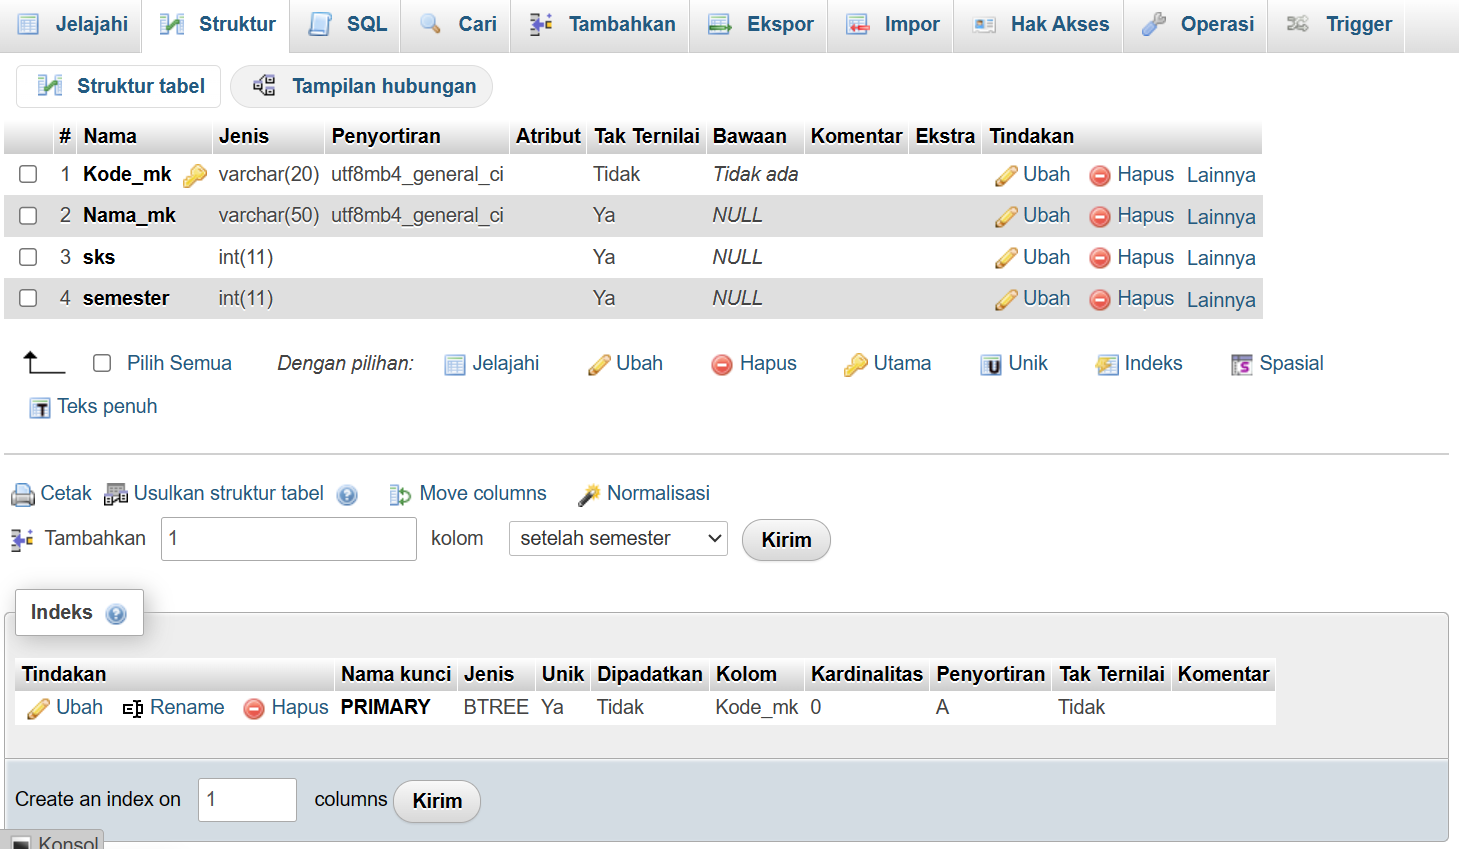 Jelajahi Struktur SQL Cari Tambahkan Ekspor Impor Hak Akses Operasi Trigger
Struktur tabel Tampilan hubungan
# Nama Jenis Penyortiran Atribut Tak Ternilai Bawaan Komentar Ekstra Tindakan
1 Kode_mk varchar(20) utf8mb4_general_ci Tidak Tidak ada Ubah Hapus Lainnya
2 Nama_mk varchar(50) utf8mb4_general_ci Ya NULL Ubah Hapus Lainnya
3 sks int(11) Ya NULL Ubah Hapus Lainnya
4 semester int(11) Ya NULL Ubah Hapus Lainnya
Pilih Semua Dengan pilihan: Jelajahi Ubah Hapus Utama Unik Indeks Spasial
Teks penuh
Cetak Usulkan struktur tabel Move columns Normalisasi
Tambahkan 1 kolom setelah semester Kirim
Indeks
Tindakan Nama kunci Jenis Unik Dipadatkan Kolom Kardinalitas Penyortiran Tak Ternilai Komentar
Ubah Rename Hapus PRIMARY BTREE Ya Tidak Kode_mk 0 A Tidak
Create an index on 1 columns Kirim
Konsol